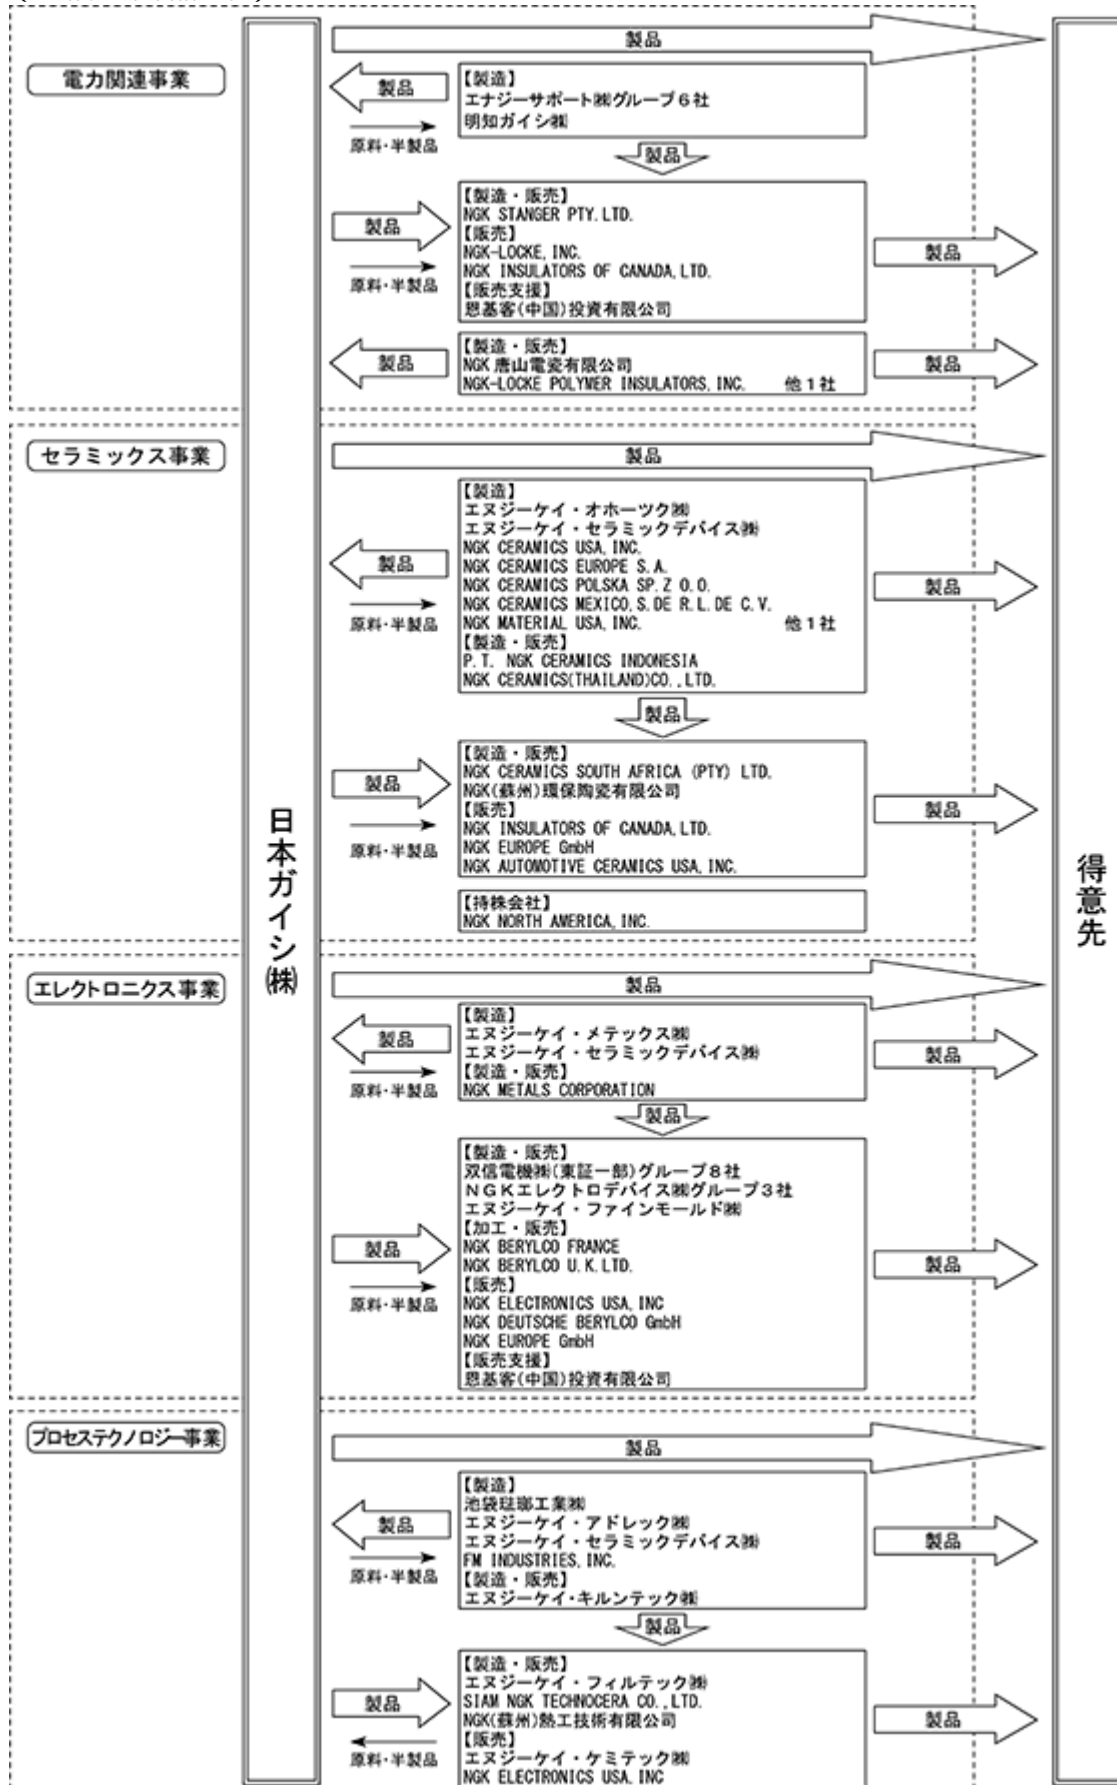 製品
電力関連事業
製品
原料・半製品
【製造】
エナジーサポート㈱グループ6社
明知ガイシ㈱
製品
製品
原料・半製品
【製造・販売】
NGK STANGER PTY.LTD.
【販売】
NGK-LOCKE, INC.
NGK INSULATORS OF CANADA,LTD.
【販売支援】
恩基客(中国)投資有限公司
製品
製品
【製造・販売】
NGK 唐山電瓷有限公司
NGK-LOCKE POLYMER INSULATORS, INC. 他1社
製品
セラミックス事業
製品
製品
原料・半製品
【製造】
エヌジーケイ・オホーツク㈱
エヌジーケイ・セラミックデバイス㈱
NGK CERAMICS USA, INC.
NGK CERAMICS EUROPE S.A.
NGK CERAMICS POLSKA SP.Z O.O.
NGK CERAMICS MEXICO,S.DE R.L.DE C.V.
NGK MATERIAL USA, INC. 他1社
【製造・販売】
P.T. NGK CERAMICS INDONESIA
NGK CERAMICS(THAILAND)CO.,LTD.
製品
製品
製品
原料・半製品
【製造・販売】
NGK CERAMICS SOUTH AFRICA (PTY) LTD.
NGK(蘇州)環保陶瓷有限公司
【販売】
NGK INSULATORS OF CANADA,LTD.
NGK EUROPE GmbH
NGK AUTOMOTIVE CERAMICS USA, INC.
製品
【持株会社】
NGK NORTH AMERICA, INC.
日本ガイシ㈱
得意先
エレクトロニクス事業
製品
製品
原料・半製品
【製造】
エヌジーケイ・メテックス㈱
エヌジーケイ・セラミックデバイス㈱
【製造・販売】
NGK METALS CORPORATION
製品
製品
製品
原料・半製品
【製造・販売】
双信電機㈱(東証一部)グループ8社
NGKエレクトロデバイス㈱グループ3社
エヌジーケイ・ファインモールド㈱
【加工・販売】
NGK BERYLCO FRANCE
NGK BERYLCO U.K.LTD.
【販売】
NGK ELECTRONICS USA, INC
NGK DEUTSCHE BERYLCO GmbH
NGK EUROPE GmbH
【販売支援】
恩基客(中国)投資有限公司
製品
プロセステクノロジー事業
製品
製品
原料・半製品
【製造】
池袋琺瑯工業㈱
エヌジーケイ・アドレック㈱
エヌジーケイ・セラミックデバイス㈱
FM INDUSTRIES, INC.
【製造・販売】
エヌジーケイ・キルンテック㈱
製品
製品
製品
原料・半製品
【製造・販売】
エヌジーケイ・フィルテック㈱
SIAM NGK TECHNOCERA CO.,LTD.
NGK(蘇州)熱工技術有限公司
【販売】
エヌジーケイ・ケミテック㈱
NGK ELECTRONICS USA, INC
製品